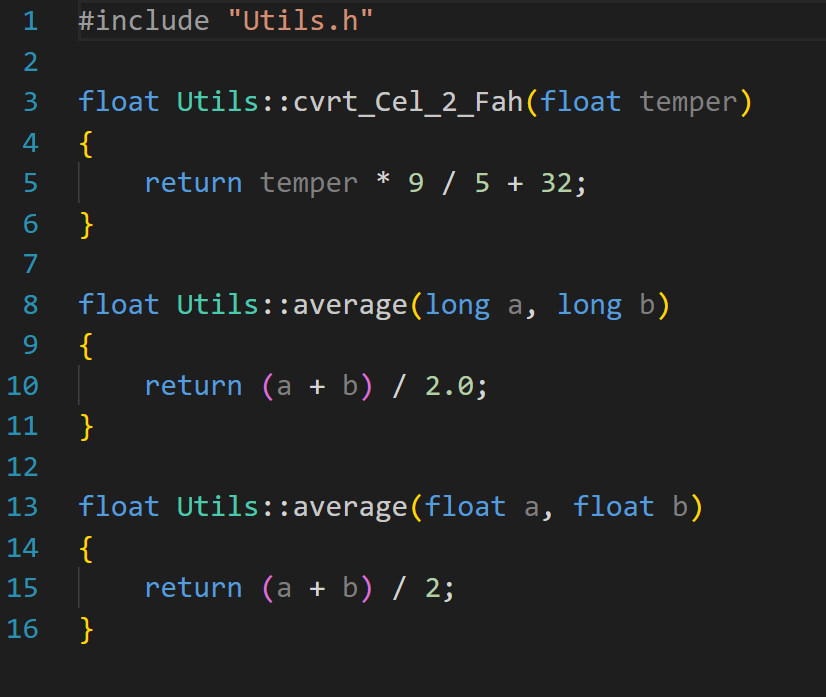 1 #include "Utils.h"
2
3 float Utils::cvrt_Cel_2_Fah(float temper)
4 {
5     return temper * 9 / 5 + 32;
6 }
7
8 float Utils::average(long a, long b)
9 {
10     return (a + b) / 2.0;
11 }
12
13 float Utils::average(float a, float b)
14 {
15     return (a + b) / 2;
16 }